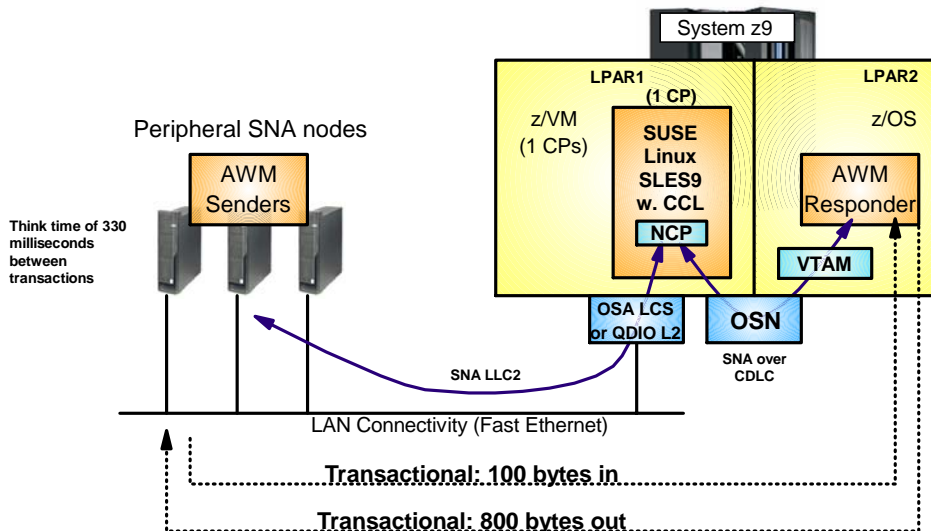 System z9
LPAR1
(1 CP)
LPAR2
z/VM
(1 CPs)
z/OS
SUSE
Linux
SLES9
w. CCL
NCP
AWM
Responder
VTAM
Peripheral SNA nodes
AWM
Senders
Think time of 330
milliseconds
between
transactions
OSA LCS
or QDIO L2
OSN
SNA over
CDLC
SNA LLC2
LAN Connectivity (Fast Ethernet)
Transactional: 100 bytes in
Transactional: 800 bytes out